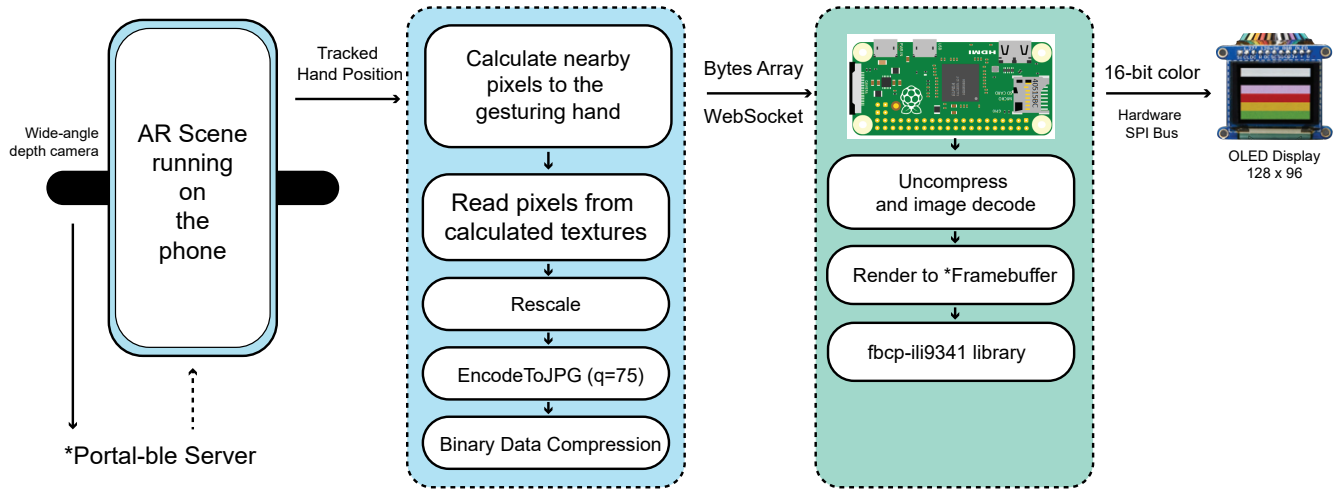 Wide-angle
depth camera
AR Scene
running
on
the
phone
*Portal-ble Server
Tracked
Hand Position
Calculate nearby
pixels to the
gesturing hand
Read pixels from
calculated textures
Rescale
EncodeToJPG (q=75)
Binary Data Compression
Bytes Array
WebSocket
HDMI
Uncompress
and image decode
Render to *Framebuffer
fbcp-ili9341 library
16-bit color
Hardware
SPI Bus
OLED Display
128 x 96